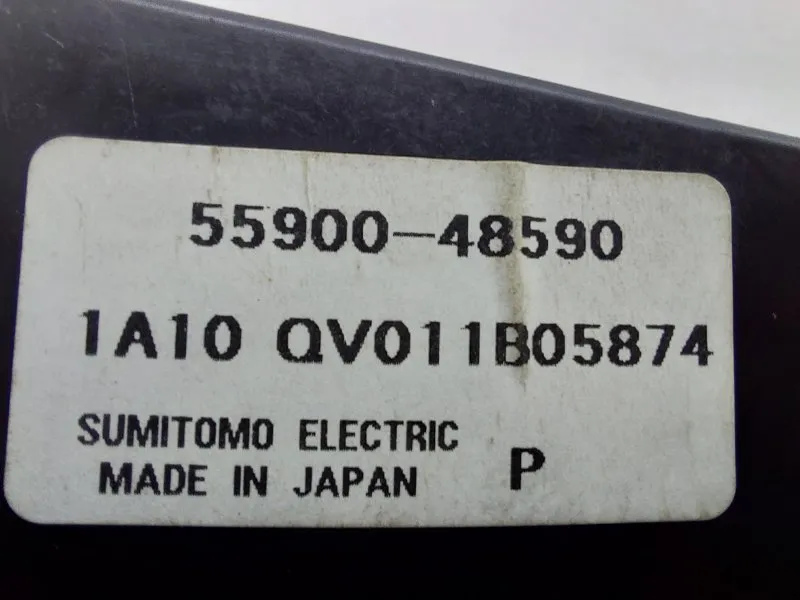 55900-48590
1A10 QV011B05874
SUMITOMO ELECTRIC
MADE IN JAPAN P